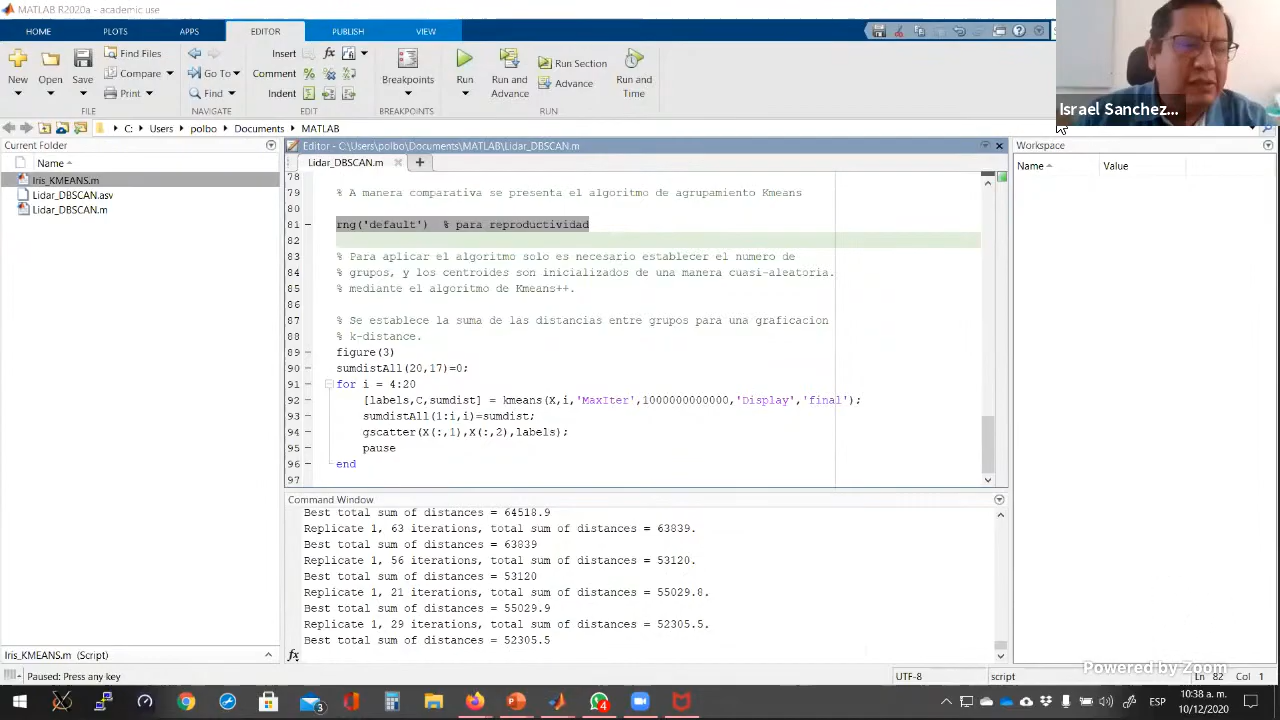 MATLAB R2020a - academic use
HOME PLOTS APPS EDITOR PUBLISH VIEW
New Open Save Find Files Compare Print
FILE
Go To Find
NAVIGATE
Insert fx
Comment
Indent
EDIT
Breakpoints
BREAKPOINTS
Run Run and Advance Run Section Advance Run and Time
RUN
Israel Sanchez...
C: Users polbo Documents MATLAB
Current Folder
Name
Iris_KMEANS.m
Lidar_DBSCAN.asv
Lidar_DBSCAN.m
Iris_KMEANS.m (Script)
Editor - C:\Users\polbo\Documents\MATLAB\Lidar_DBSCAN.m
Lidar_DBSCAN.m
78
79 % A manera comparativa se presenta el algoritmo de agrupamiento Kmeans
80
81 rng('default') % para reproductividad
82
83 % Para aplicar el algoritmo solo es necesario establecer el numero de
84 % grupos, y los centroides son inicializados de una manera cuasi-aleatoria.
85 % mediante el algoritmo de Kmeans++.
86
87 % Se establece la suma de las distancias entre grupos para una graficacion
88 % k-distance.
89 figure(3)
90 sumdistAll(20,17)=0;
91 for i = 4:20
92 [labels,C,sumdist] = kmeans(X,i,'MaxIter',1000000000000,'Display','final');
93 sumdistAll(1:i,i)=sumdist;
94 gscatter(X(:,1),X(:,2),labels);
95 pause
96 end
97
Command Window
Best total sum of distances = 64518.9
Replicate 1, 63 iterations, total sum of distances = 63839.
Best total sum of distances = 63839
Replicate 1, 56 iterations, total sum of distances = 53120.
Best total sum of distances = 53120
Replicate 1, 21 iterations, total sum of distances = 55029.8.
Best total sum of distances = 55029.9
Replicate 1, 29 iterations, total sum of distances = 52305.5.
Best total sum of distances = 52305.5
fx
Workspace
Name Value
Powered by Zoom
Paused: Press any key
UTF-8 script Ln 82 Col 1
3
4
ESP
10:38 a. m.
10/12/2020